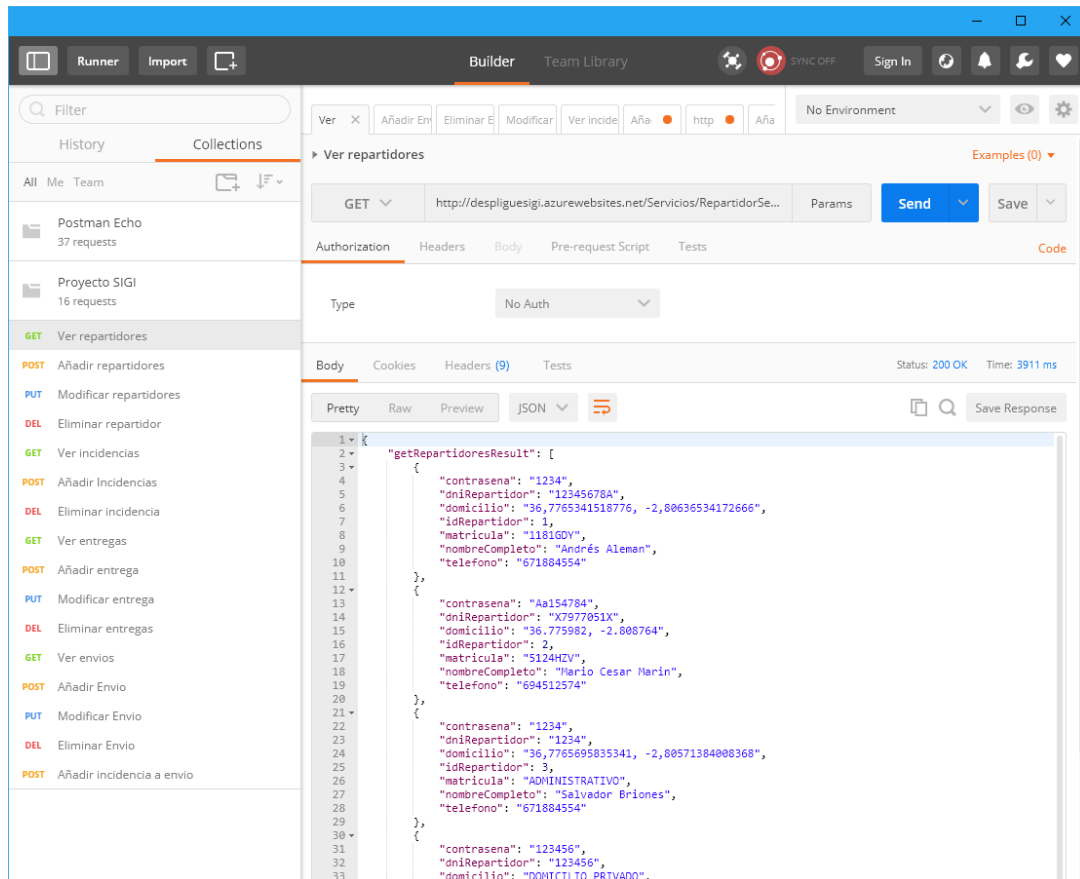 Runner Import Builder Team Library SYNC OFF Sign In
Filter
History Collections
All Me Team
Postman Echo
37 requests
Proyecto SIGI
16 requests
GET Ver repartidores
POST Añadir repartidores
PUT Modificar repartidores
DEL Eliminar repartidor
GET Ver incidencias
POST Añadir Incidencias
DEL Eliminar incidencia
GET Ver entregas
POST Añadir entrega
PUT Modificar entrega
DEL Eliminar entregas
GET Ver envios
POST Añadir Envio
PUT Modificar Envio
DEL Eliminar Envio
POST Añadir incidencia a envio
Ver Añadir En Eliminar E Modificar Ver incide Aña http Aña
No Environment
Ver repartidores Examples (0)
GET http://despliguesigi.azurewebsites.net/Servicios/RepartidorSe... Params Send Save
Authorization Headers Body Pre-request Script Tests Code
Type No Auth
Body Cookies Headers (9) Tests Status: 200 OK Time: 3911 ms
Pretty Raw Preview JSON Save Response
1 {
2 "getRepartidoresResult": [
3 {
4 "contrasena": "1234",
5 "dniRepartidor": "12345678A",
6 "domicilio": "36,7765341518776, -2,80636534172666",
7 "idRepartidor": 1,
8 "matricula": "1181GDY",
9 "nombreCompleto": "Andrés Aleman",
10 "telefono": "671884554"
11 },
12 {
13 "contrasena": "Aa154784",
14 "dniRepartidor": "X7977051X",
15 "domicilio": "36.775982, -2.808764",
16 "idRepartidor": 2,
17 "matricula": "5124HZV",
18 "nombreCompleto": "Mario Cesar Marin",
19 "telefono": "694512574"
20 },
21 {
22 "contrasena": "1234",
23 "dniRepartidor": "1234",
24 "domicilio": "36,7765695835341, -2,80571384008368",
25 "idRepartidor": 3,
26 "matricula": "ADMINISTRATIVO",
27 "nombreCompleto": "Salvador Briones",
28 "telefono": "671884554"
29 },
30 {
31 "contrasena": "123456",
32 "dniRepartidor": "123456",
33 "domicilio": "DOMICILIO PRIVADO",